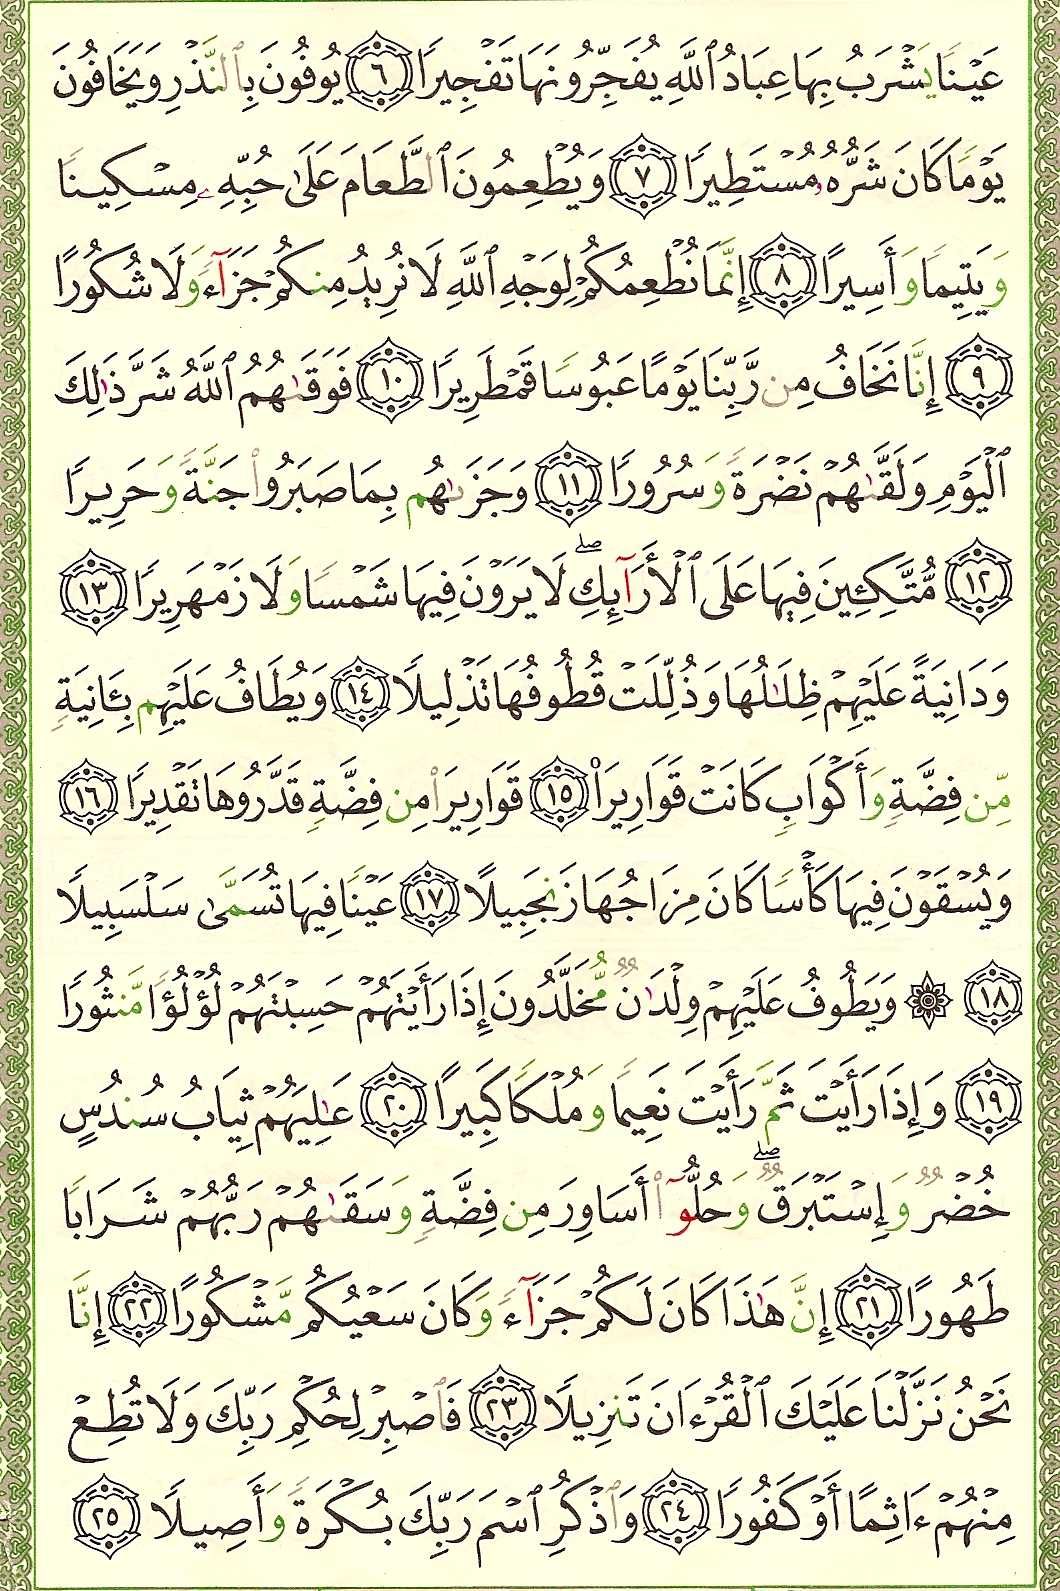 عَيْنًا يَشْرَبُ بِهَا عِبَادُ ٱللَّهِ يُفَجِّرُونَهَا تَفْجِيرًا ٦ يُوفُونَ بِٱلنَّذْرِ وَيَخَافُونَ
يَوْمًا كَانَ شَرُّهُۥ مُسْتَطِيرًا ٧ وَيُطْعِمُونَ ٱلطَّعَامَ عَلَىٰ حُبِّهِۦ مِسْكِينًا
وَيَتِيمًا وَأَسِيرًا ٨ إِنَّمَا نُطْعِمُكُمْ لِوَجْهِ ٱللَّهِ لَا نُرِيدُ مِنكُمْ جَزَآءً وَلَا شُكُورًا
٩ إِنَّا نَخَافُ مِن رَّبِّنَا يَوْمًا عَبُوسًا قَمْطَرِيرًا ١٠ فَوَقَىٰهُمُ ٱللَّهُ شَرَّ ذَٰلِكَ
ٱلْيَوْمِ وَلَقَّىٰهُمْ نَضْرَةً وَسُرُورًا ١١ وَجَزَىٰهُم بِمَا صَبَرُوا۟ جَنَّةً وَحَرِيرًا
١٢ مُّتَّكِـِٔينَ فِيهَا عَلَى ٱلْأَرَآئِكِ ۖ لَا يَرَوْنَ فِيهَا شَمْسًا وَلَا زَمْهَرِيرًا ١٣
وَدَانِيَةً عَلَيْهِمْ ظِلَـٰلُهَا وَذُلِّلَتْ قُطُوفُهَا تَذْلِيلًا ١٤ وَيُطَافُ عَلَيْهِم بِـَٔانِيَةٍ
مِّن فِضَّةٍ وَأَكْوَابٍ كَانَتْ قَوَارِيرَا۠ ١٥ قَوَارِيرَا۟ مِن فِضَّةٍ قَدَّرُوهَا تَقْدِيرًا ١٦
وَيُسْقَوْنَ فِيهَا كَأْسًا كَانَ مِزَاجُهَا زَنجَبِيلًا ١٧ عَيْنًا فِيهَا تُسَمَّىٰ سَلْسَبِيلًا
١٨ ۞ وَيَطُوفُ عَلَيْهِمْ وِلْدَٰنٌ مُّخَلَّدُونَ إِذَا رَأَيْتَهُمْ حَسِبْتَهُمْ لُؤْلُؤًا مَّنثُورًا
١٩ وَإِذَا رَأَيْتَ ثَمَّ رَأَيْتَ نَعِيمًا وَمُلْكًا كَبِيرًا ٢٠ عَـٰلِيَهُمْ ثِيَابُ سُندُسٍ
خُضْرٌ وَإِسْتَبْرَقٌ ۖ وَحُلُّوٓا۟ أَسَاوِرَ مِن فِضَّةٍ وَسَقَىٰهُمْ رَبُّهُمْ شَرَابًا
طَهُورًا ٢١ إِنَّ هَـٰذَا كَانَ لَكُمْ جَزَآءً وَكَانَ سَعْيُكُم مَّشْكُورًا ٢٢ إِنَّا
نَحْنُ نَزَّلْنَا عَلَيْكَ ٱلْقُرْءَانَ تَنزِيلًا ٢٣ فَٱصْبِرْ لِحُكْمِ رَبِّكَ وَلَا تُطِعْ
مِنْهُمْ ءَاثِمًا أَوْ كَفُورًا ٢٤ وَٱذْكُرِ ٱسْمَ رَبِّكَ بُكْرَةً وَأَصِيلًا ٢٥